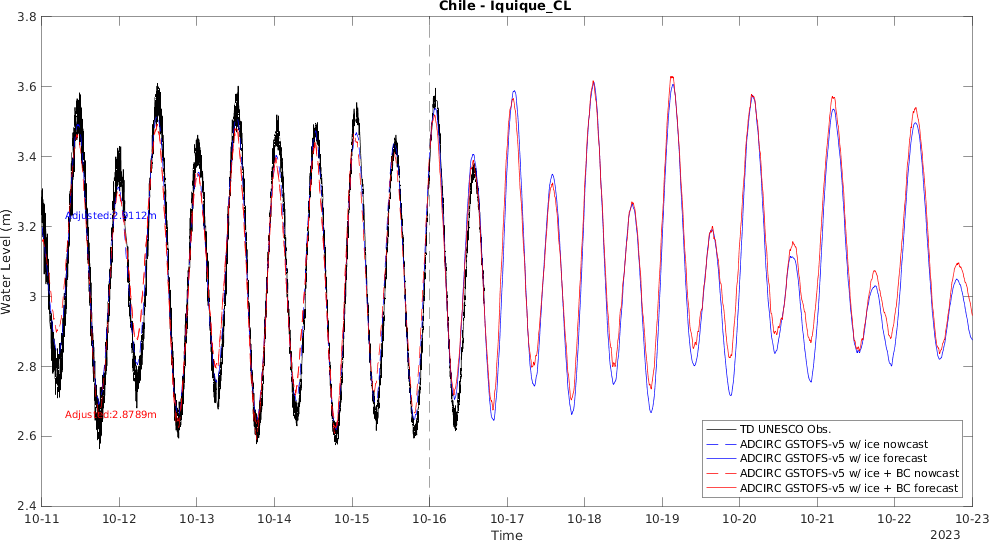 Chile - Iquique_CL
3.8
3.6
3.4
3.2
3
2.8
2.6
2.4
Water Level (m)
Adjusted:2.9112m
Adjusted:2.8789m
TD UNESCO Obs.
ADCIRC GSTOFS-v5 w/ ice nowcast
ADCIRC GSTOFS-v5 w/ ice forecast
ADCIRC GSTOFS-v5 w/ ice + BC nowcast
ADCIRC GSTOFS-v5 w/ ice + BC forecast
10-11 10-12 10-13 10-14 10-15 10-16 10-17 10-18 10-19 10-20 10-21 10-22 10-23
Time
2023